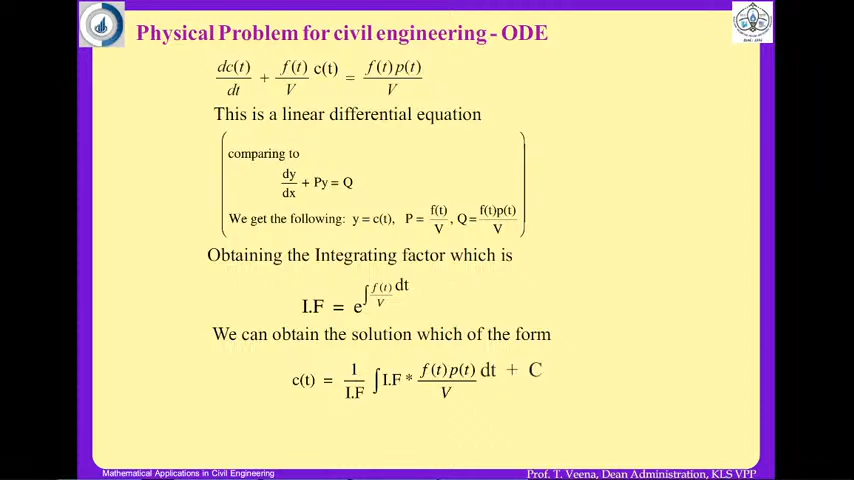 Physical Problem for civil engineering - ODE
dc(t)/dt + f(t)/V c(t) = f(t)p(t)/V
This is a linear differential equation
comparing to
dy/dx + Py = Q
We get the following: y = c(t), P = f(t)/V , Q = f(t)p(t)/V
Obtaining the Integrating factor which is
I.F = e^∫ f(t)/V dt
We can obtain the solution which of the form
c(t) = 1/I.F ∫ I.F * f(t)p(t)/V dt + C
Mathematical Applications in Civil Engineering
Prof. T. Veena, Dean Administration, KLS VPP